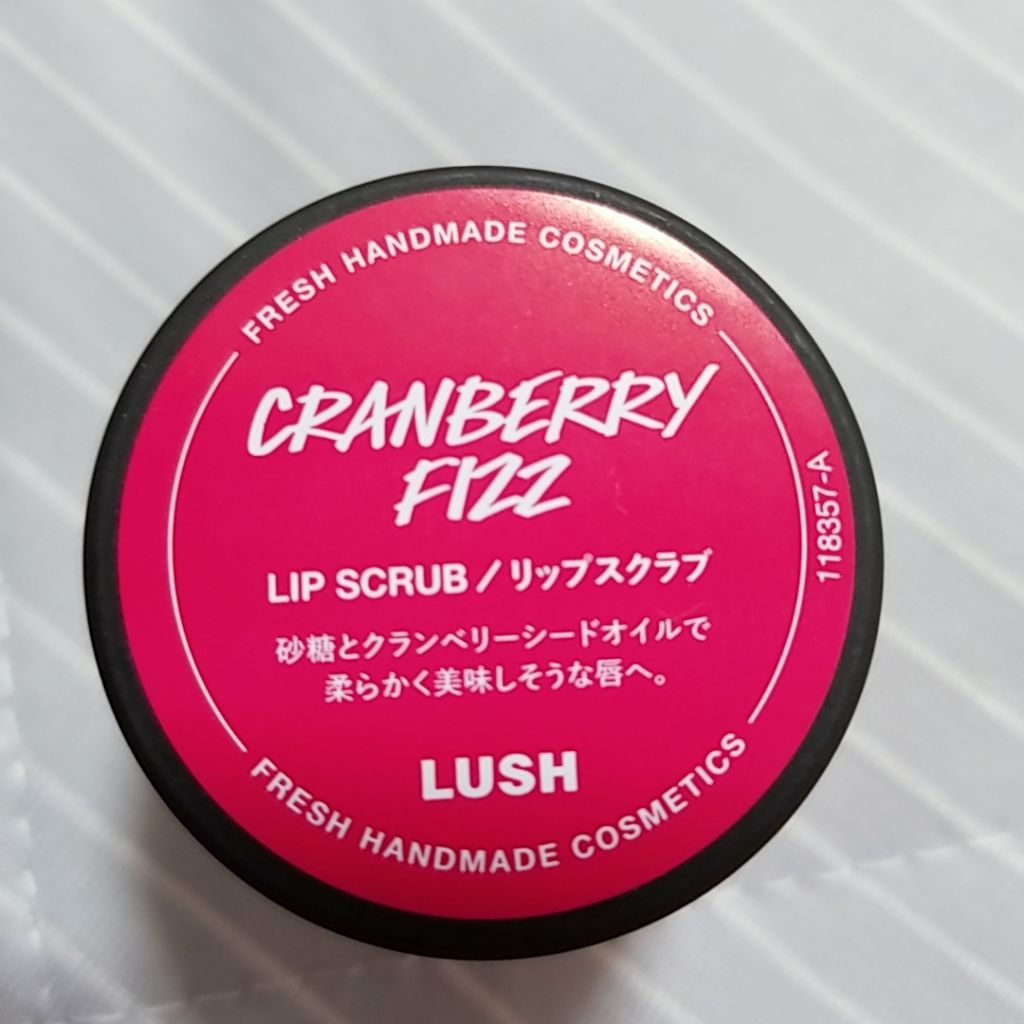 FRESH HANDMADE COSMETICS
CRANBERRY
FIZZ
LIP SCRUB／リップスクラブ
砂糖とクランベリーシードオイルで
柔らかく美味しそうな唇へ。
LUSH
FRESH HANDMADE COSMETICS
118357-A